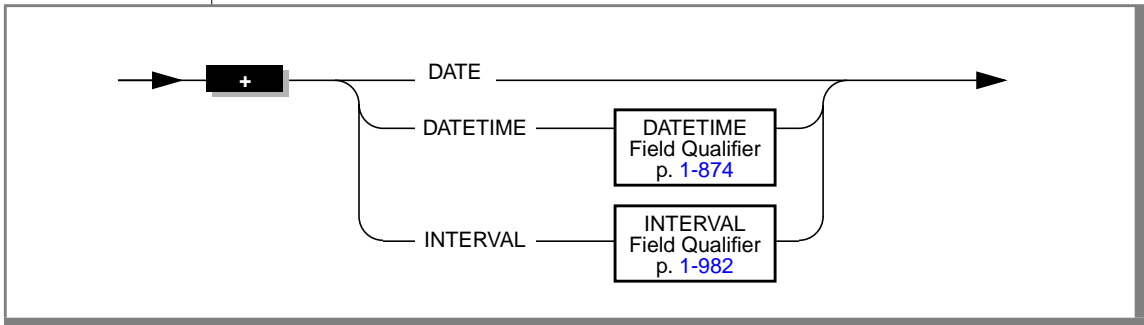 +
DATE
DATETIME
DATETIME
Field Qualifier
p. 1-874
INTERVAL
INTERVAL
Field Qualifier
p. 1-982